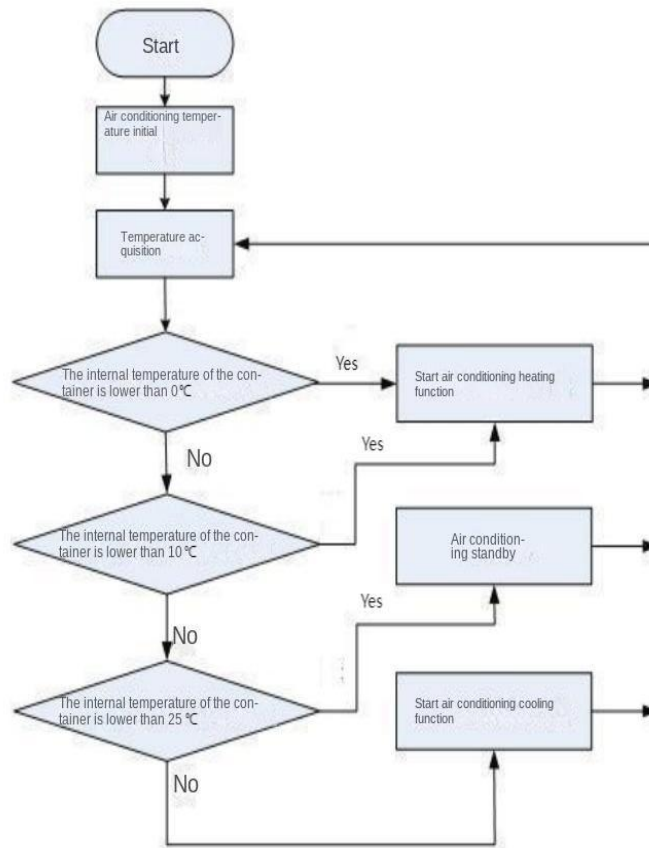 Start
Air conditioning temper-
ature initial
Temperature ac-
quisition
The internal temperature of the con-
tainer is lower than 0℃
Yes
Start air conditioning heating
function
No
Yes
The internal temperature of the con-
tainer is lower than 10℃
Air condition-
ing standby
No
Yes
The internal temperature of the con-
tainer is lower than 25℃
Start air conditioning cooling
function
No